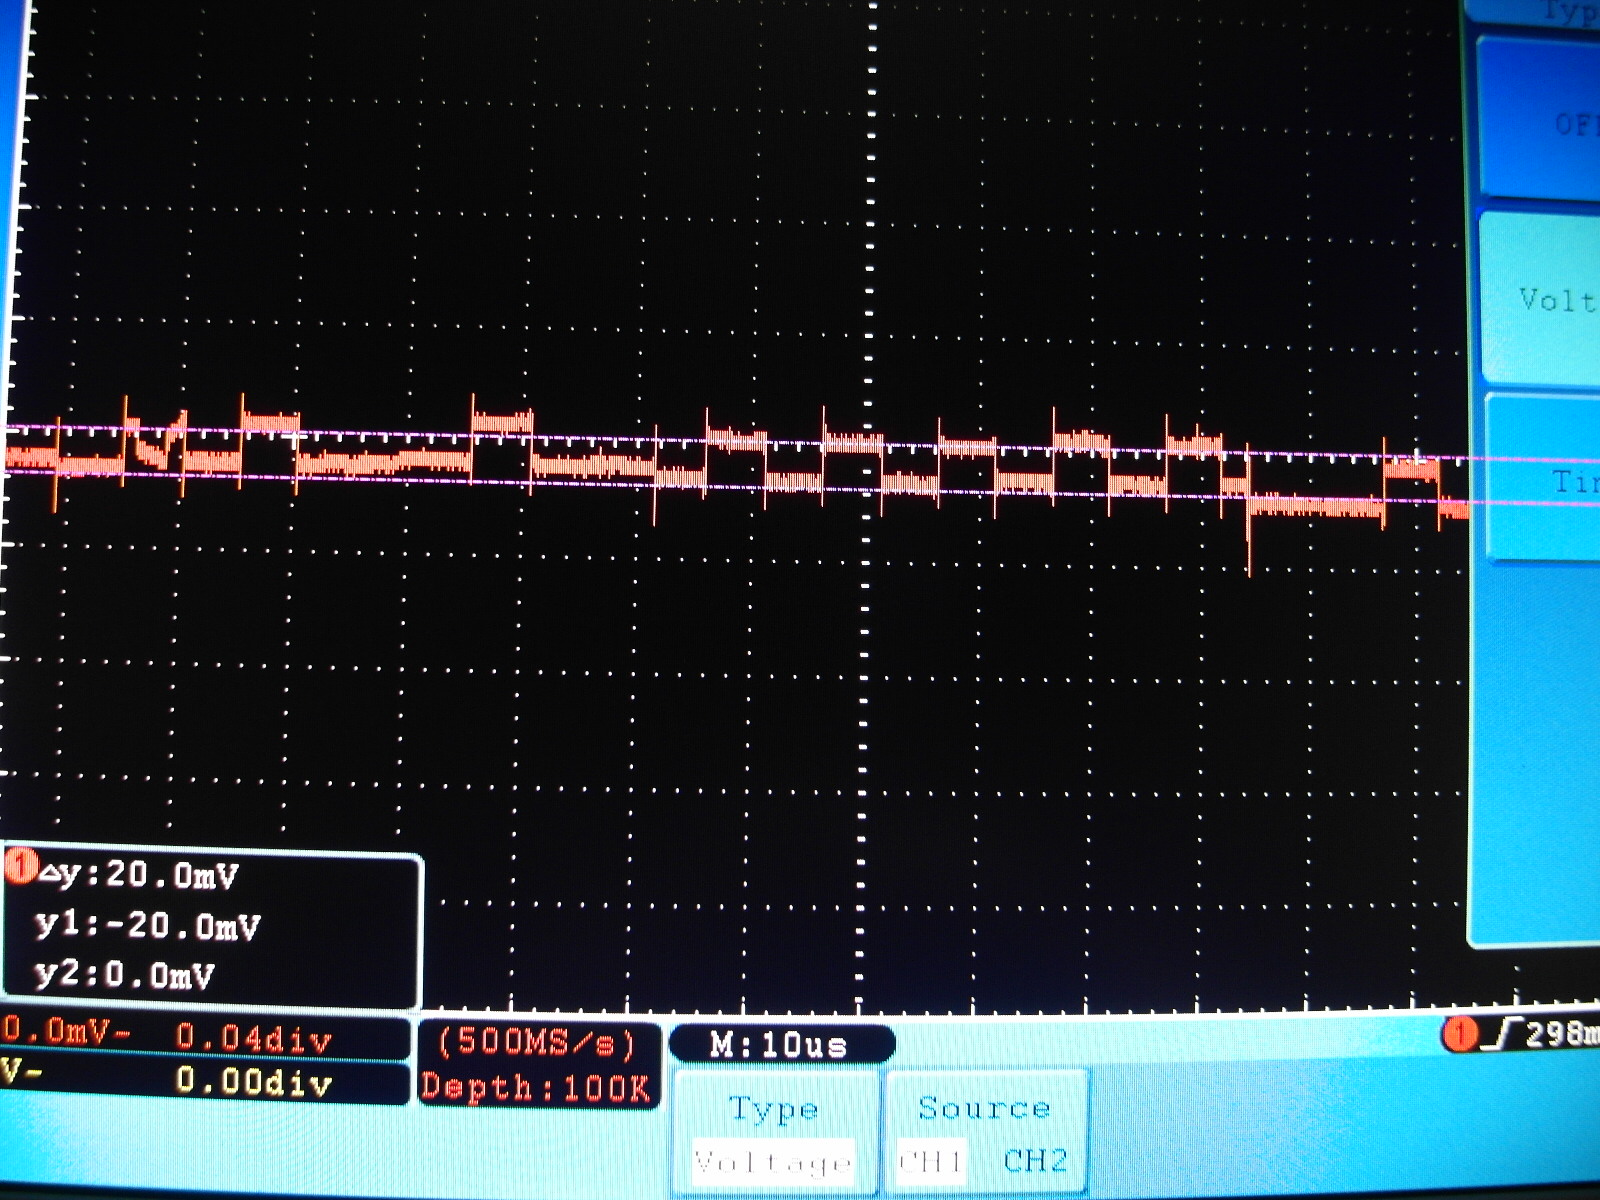 Typ
OF
Volt
Tim
1 △y:20.0mV
y1:-20.0mV
y2:0.0mV
0.0mV- 0.04div
V- 0.00div
(500MS/s)
Depth:100K
M:10us
1 298m
Type
Voltage
Source
CH1 CH2